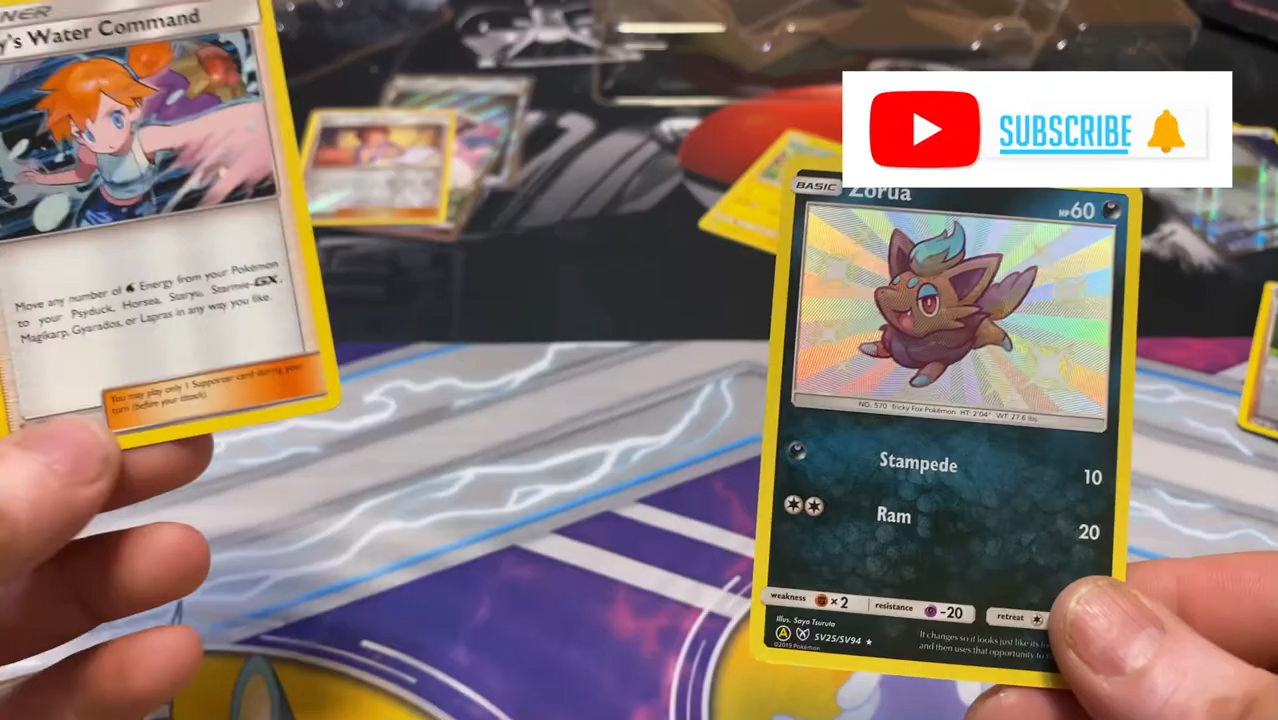 NER
y's Water Command
Move any number of Energy from your Pokémon
to your Psyduck, Horsea, Staryu, Starmie-GX,
Magikarp, Gyarados, or Lapras in any way you like.
You may play only 1 Supporter card during your
turn (before your attack).
SUBSCRIBE
BASIC
Zorua
HP60
NO. 570 Tricky Fox Pokémon HT: 2'04" WT: 27.6 lbs.
Stampede 10
Ram 20
weakness ×2 resistance -20 retreat
Illus. Saya Tsuruta
A SV25/SV94 ★
©2019 Pokémon
It changes so it looks just like its
and then uses that opportunity to